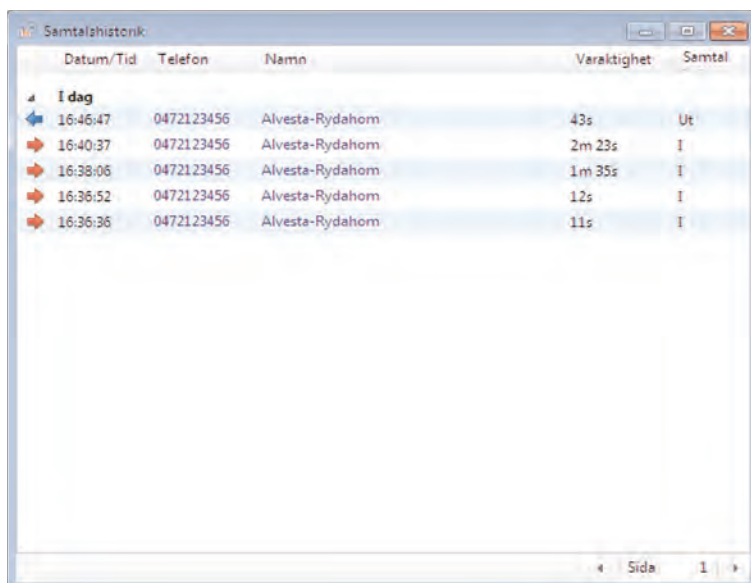 Samtalshistorik
Datum/Tid Telefon Namn Varaktighet Samtal
I dag
16:46:47 0472123456 Alvesta-Rydahom 43s Ut
16:40:37 0472123456 Alvesta-Rydahom 2m 23s I
16:38:06 0472123456 Alvesta-Rydahom 1m 35s I
16:36:52 0472123456 Alvesta-Rydahom 12s I
16:36:36 0472123456 Alvesta-Rydahom 11s I
Sida 1